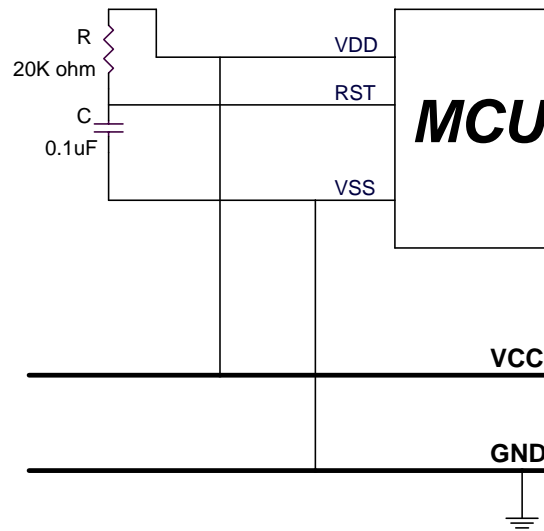 R
20K ohm
C
0.1uF
VDD
RST
VSS
MCU
VCC
GND